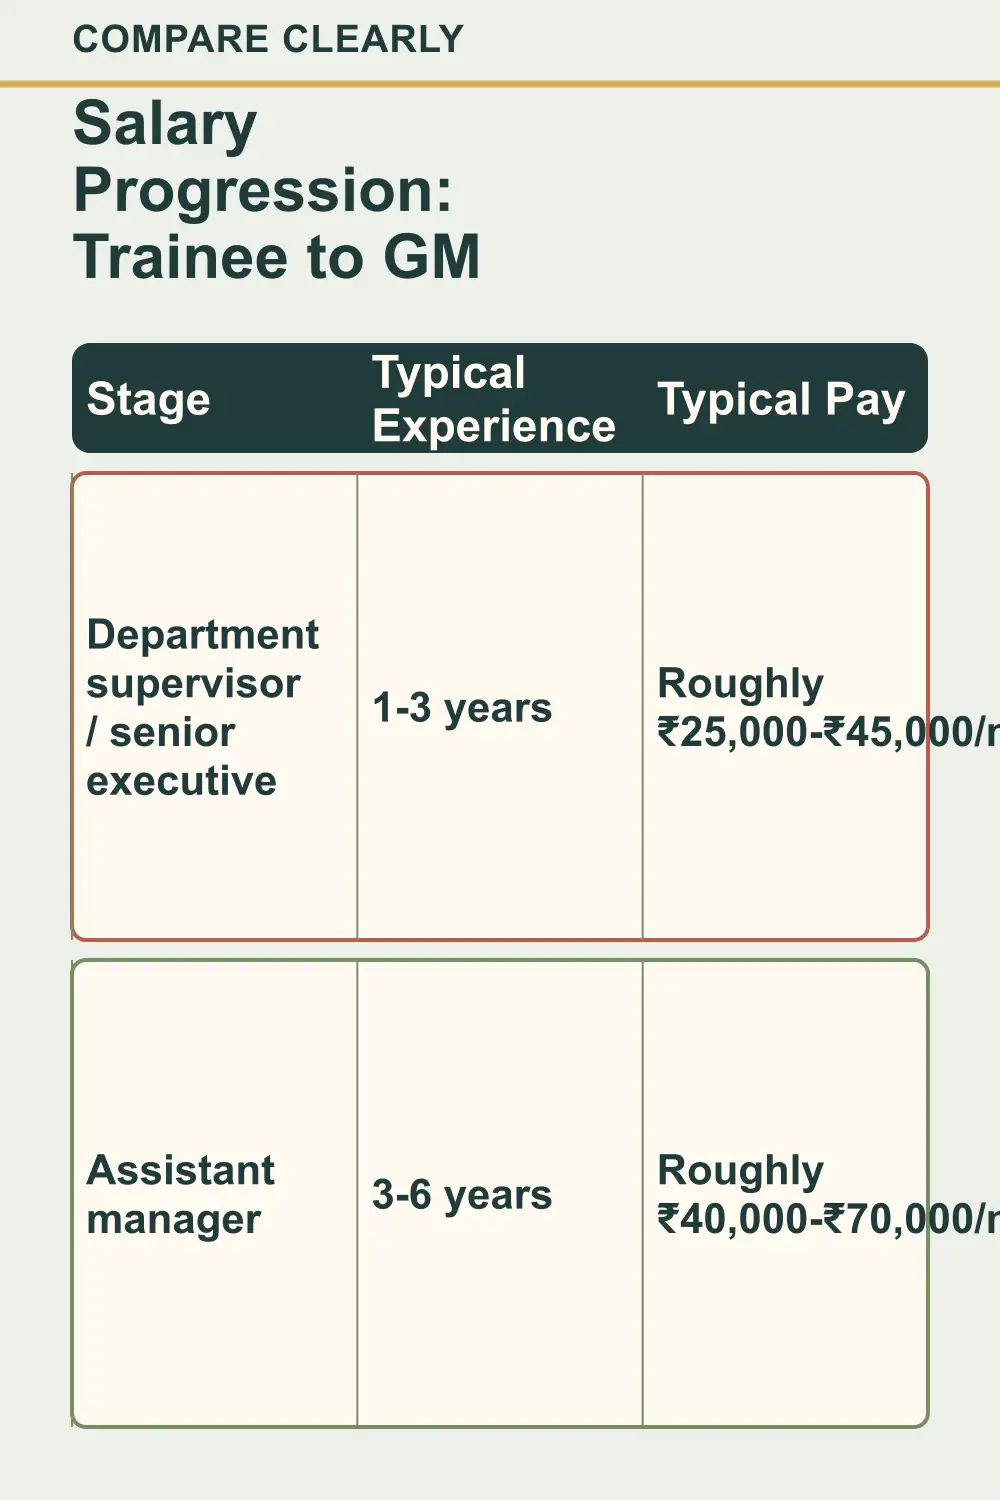 COMPARE CLEARLY
Salary
Progression:
Trainee to GM
Stage
Typical
Experience
Typical Pay
Department
supervisor
/ senior
executive
1-3 years
Roughly
₹25,000-₹45,000/
Assistant
manager
3-6 years
Roughly
₹40,000-₹70,000/